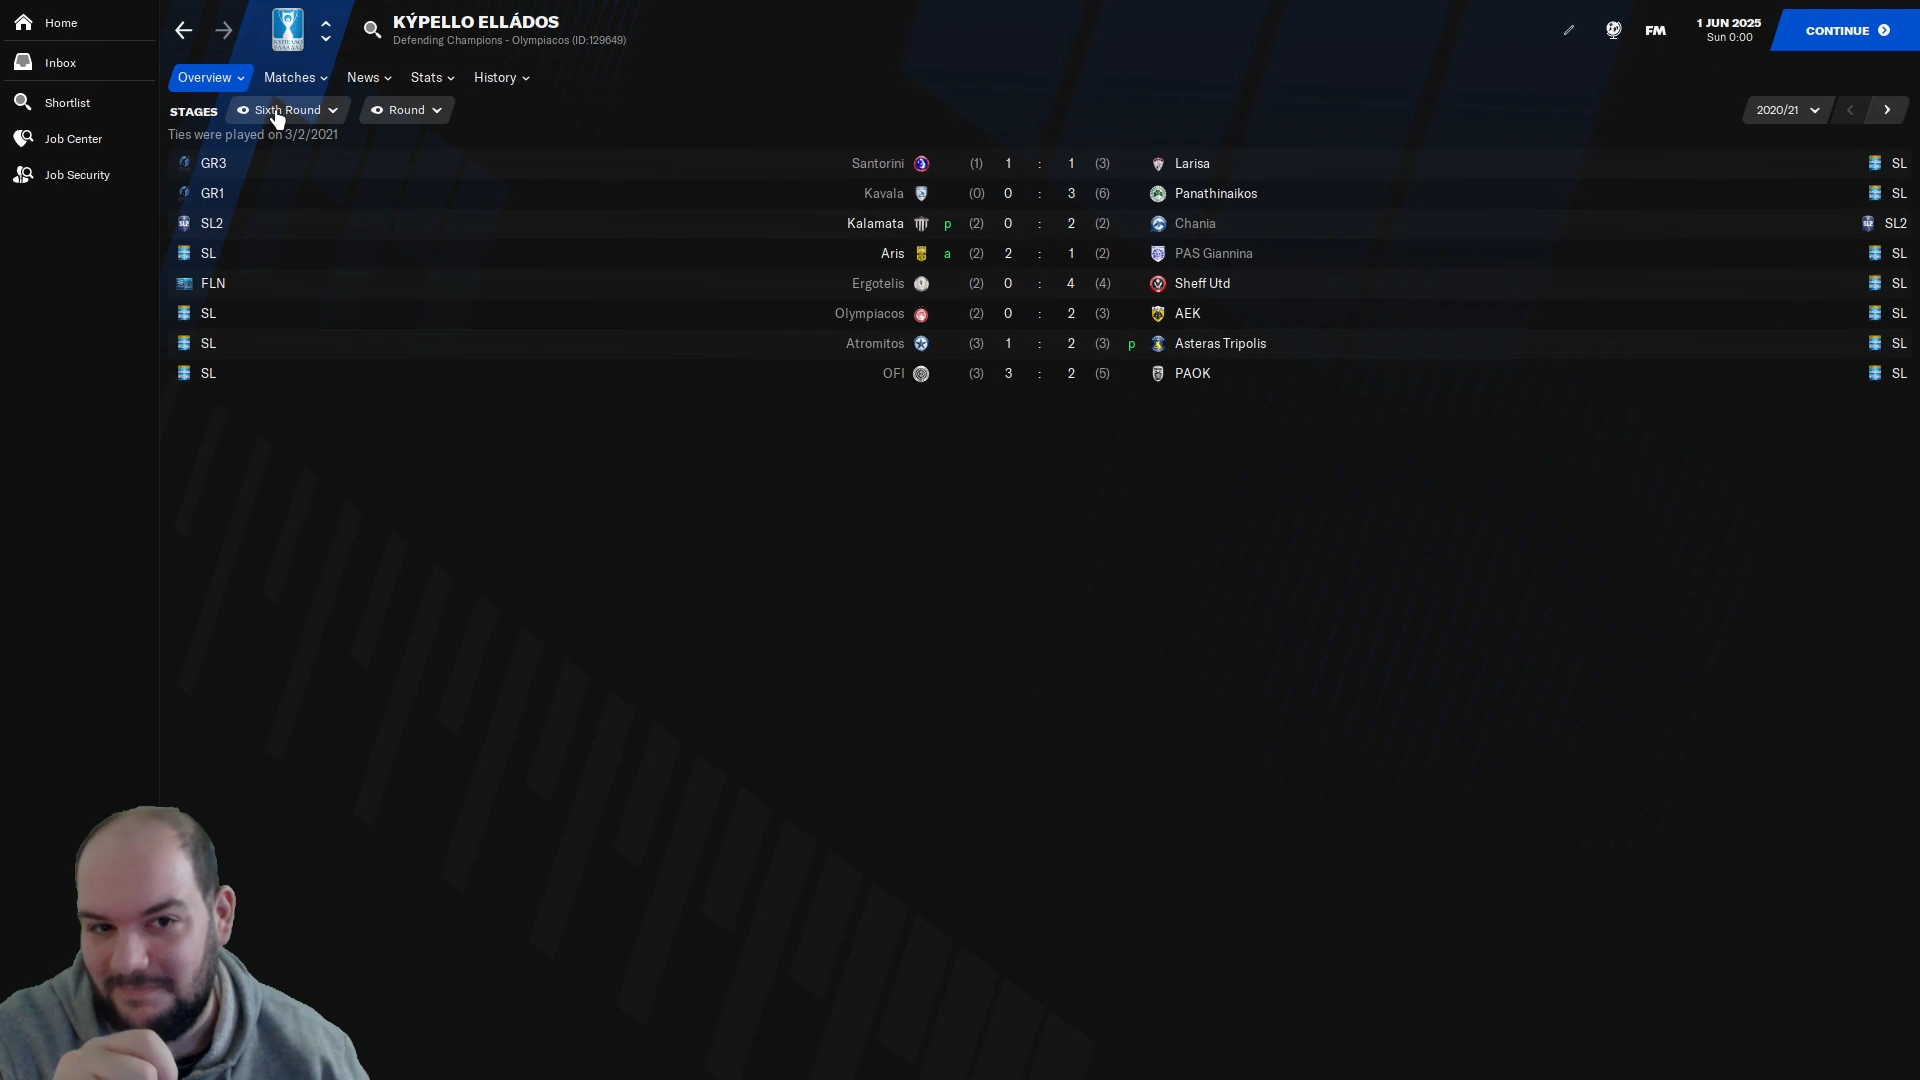 Home
Inbox
Shortlist
Job Center
Job Security
KÝPELLO ELLÁDOS
Defending Champions - Olympiacos (ID:129649)
FM
1 JUN 2025
Sun 0:00
CONTINUE
Overview Matches News Stats History
STAGES Sixth Round Round 2020/21
Ties were played on 3/2/2021
GR3 Santorini (1) 1 : 1 (3) Larisa SL
GR1 Kavala (0) 0 : 3 (6) Panathinaikos SL
SL2 Kalamata p (2) 0 : 2 (2) Chania SL2
SL Aris a (2) 2 : 1 (2) PAS Giannina SL
FLN Ergotelis (2) 0 : 4 (4) Sheff Utd SL
SL Olympiacos (2) 0 : 2 (3) AEK SL
SL Atromitos (3) 1 : 2 (3) p Asteras Tripolis SL
SL OFI (3) 3 : 2 (5) PAOK SL